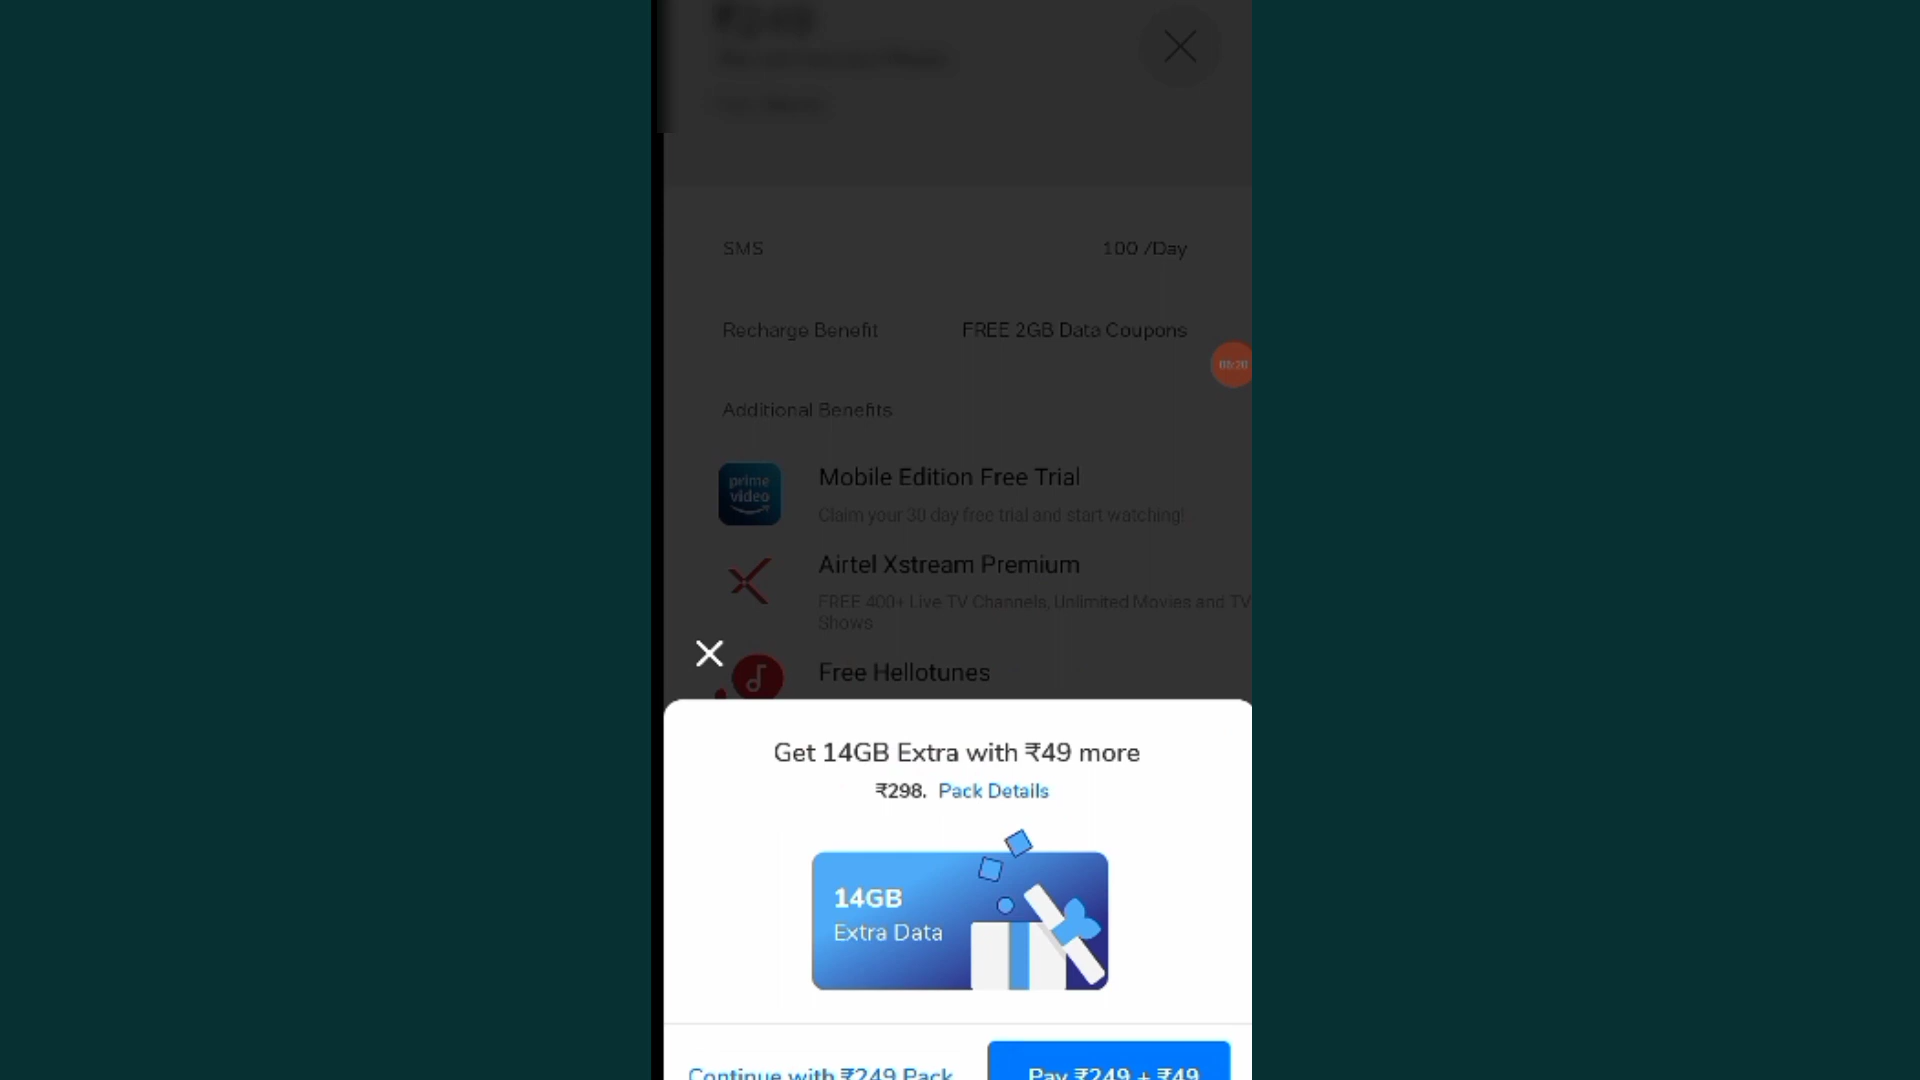 SMS 100 /Day
Recharge Benefit FREE 2GB Data Coupons
06:20
Additional Benefits
prime
video
Mobile Edition Free Trial
Claim your 30 day free trial and start watching!
Airtel Xstream Premium
FREE 400+ Live TV Channels, Unlimited Movies and TV
Shows
Free Hellotunes
Get 14GB Extra with ₹49 more
₹298. Pack Details
14GB
Extra Data
Continue with ₹249 Pack
Pay ₹249 + ₹49